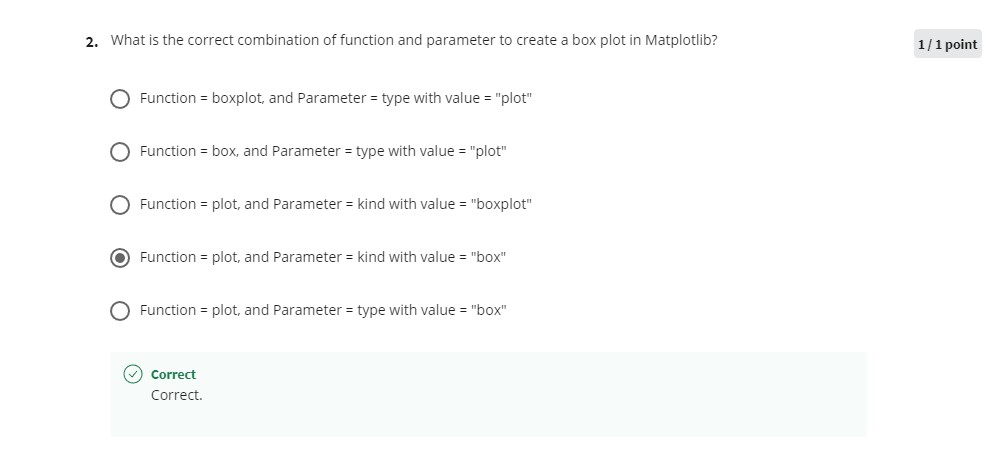 2. What is the correct combination of function and parameter to create a box plot in Matplotlib?
1 / 1 point
Function = boxplot, and Parameter = type with value = "plot"
Function = box, and Parameter = type with value = "plot"
Function = plot, and Parameter = kind with value = "boxplot"
Function = plot, and Parameter = kind with value = "box"
Function = plot, and Parameter = type with value = "box"
Correct
Correct.